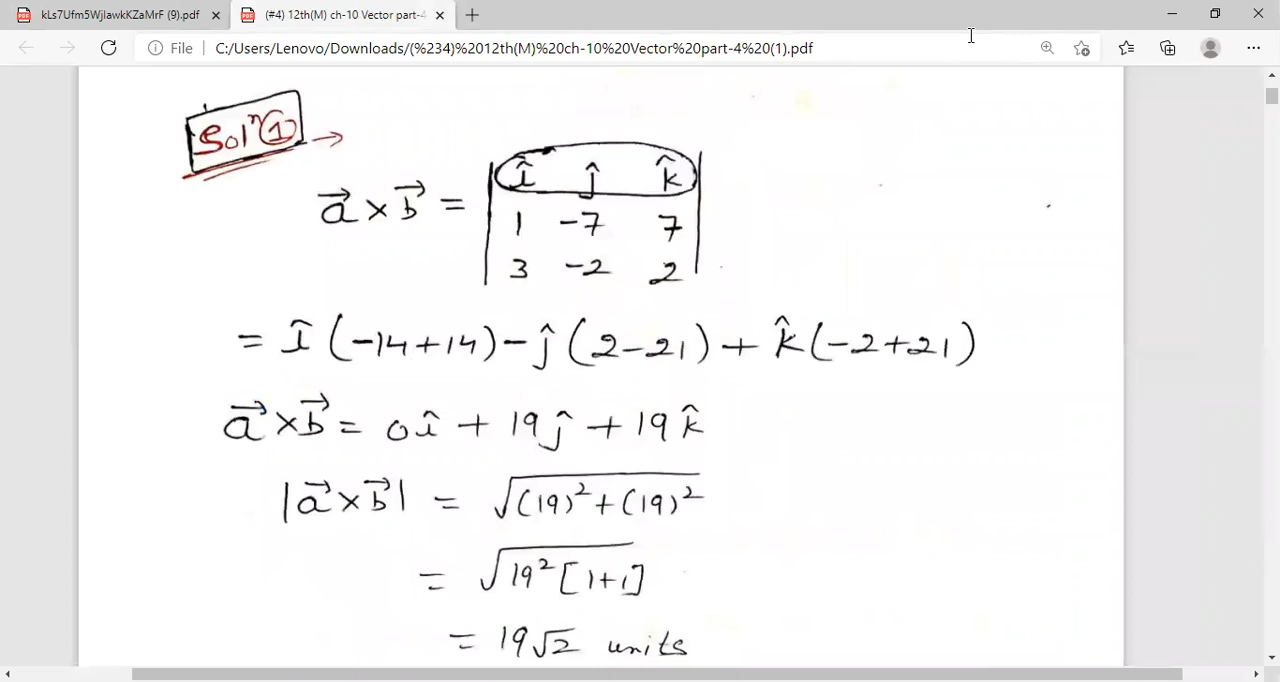 kLs7Ufm5WjlawkKZaMrF (9).pdf
(#4) 12th(M) ch-10 Vector part-4
File
C:/Users/Lenovo/Downloads/(%234)%2012th(M)%20ch-10%20Vector%20part-4%20(1).pdf
Solⁿ ① →
a⃗ × b⃗ = | î ĵ k̂ |
| 1 -7 7 |
| 3 -2 2 |
= î (-14+14) - ĵ (2-21) + k̂ (-2+21)
a⃗ × b⃗ = 0î + 19ĵ + 19k̂
|a⃗ × b⃗| = √(19)² + (19)²
= √19² [1+1]
= 19√2 units